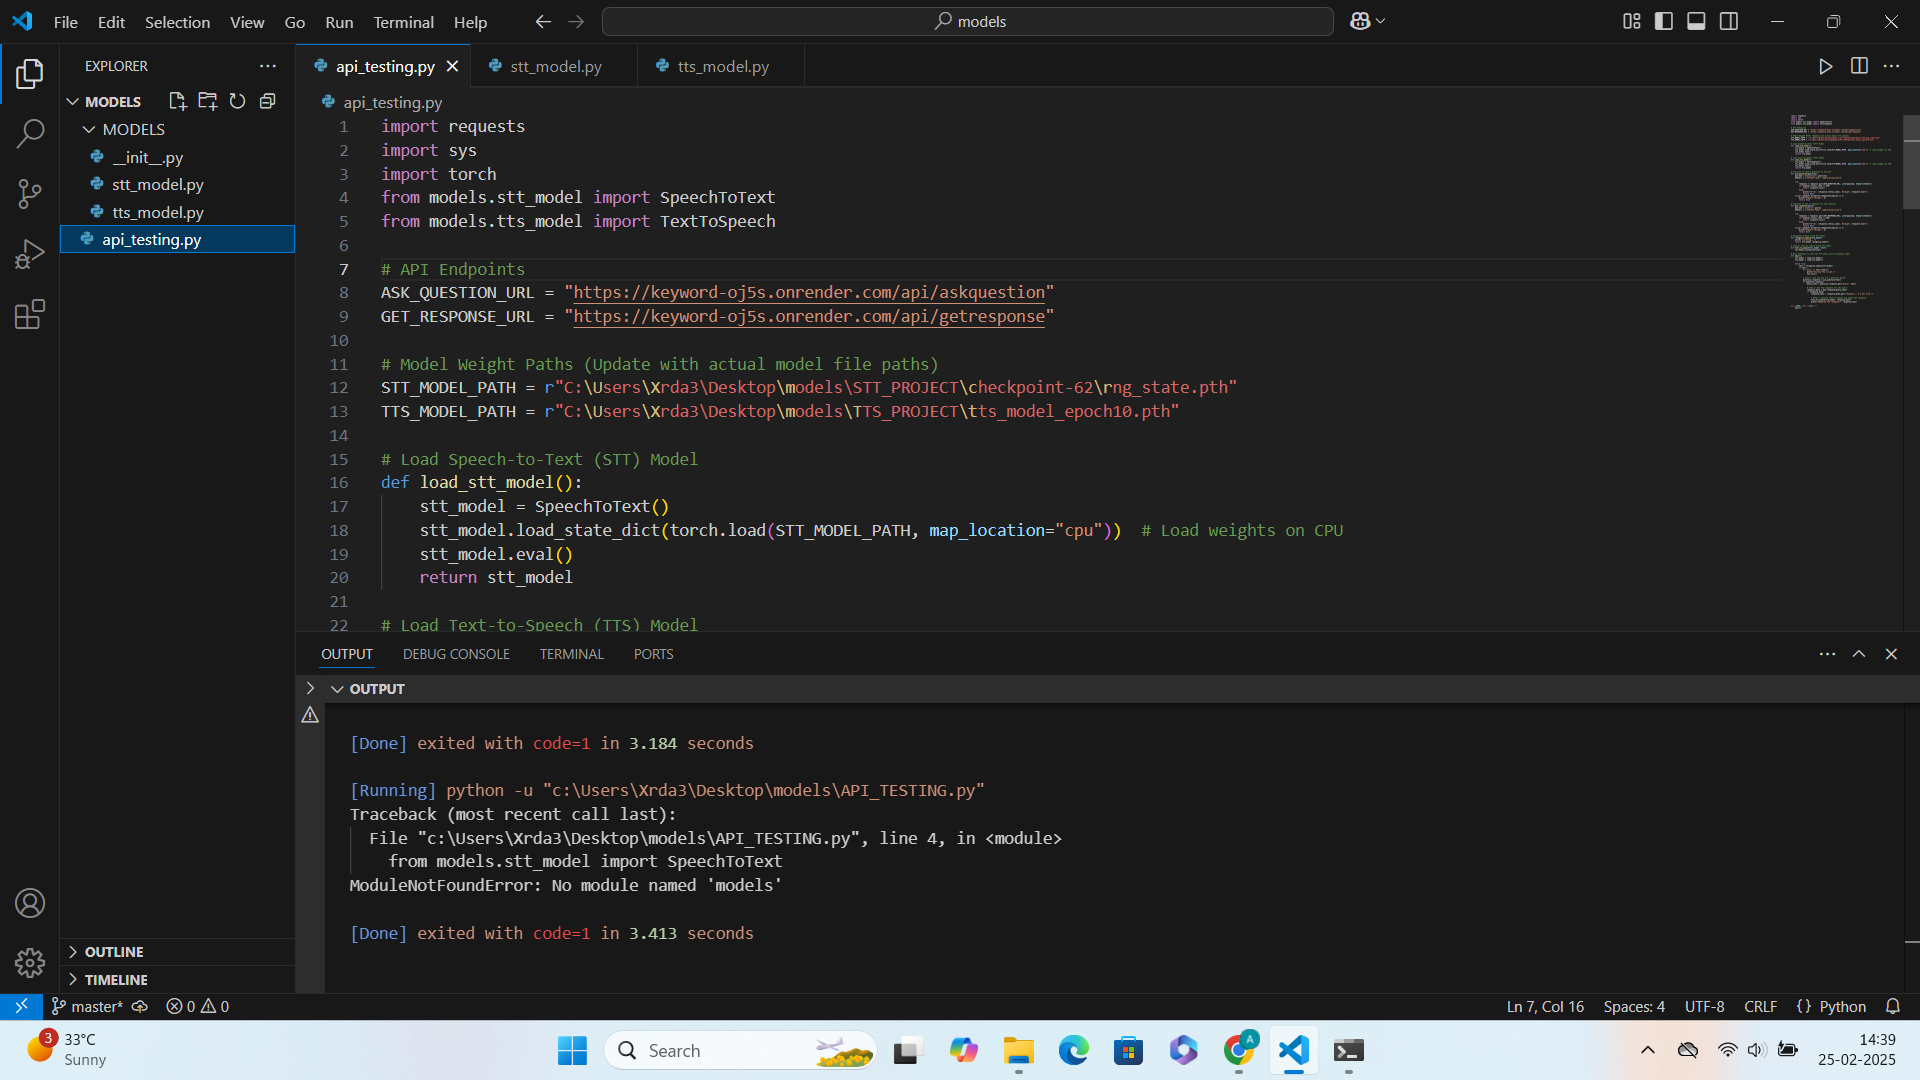 File Edit Selection View Go Run Terminal Help
models
EXPLORER
MODELS
MODELS
__init__.py
stt_model.py
tts_model.py
api_testing.py
api_testing.py
stt_model.py
tts_model.py
api_testing.py
1 import requests
2 import sys
3 import torch
4 from models.stt_model import SpeechToText
5 from models.tts_model import TextToSpeech
6
7 # API Endpoints
8 ASK_QUESTION_URL = "https://keyword-oj5s.onrender.com/api/askquestion"
9 GET_RESPONSE_URL = "https://keyword-oj5s.onrender.com/api/getresponse"
10
11 # Model Weight Paths (Update with actual model file paths)
12 STT_MODEL_PATH = r"C:\Users\Xrda3\Desktop\models\STT_PROJECT\checkpoint-62\rng_state.pth"
13 TTS_MODEL_PATH = r"C:\Users\Xrda3\Desktop\models\TTS_PROJECT\tts_model_epoch10.pth"
14
15 # Load Speech-to-Text (STT) Model
16 def load_stt_model():
17 stt_model = SpeechToText()
18 stt_model.load_state_dict(torch.load(STT_MODEL_PATH, map_location="cpu")) # Load weights on CPU
19 stt_model.eval()
20 return stt_model
21
22 # Load Text-to-Speech (TTS) Model
OUTPUT DEBUG CONSOLE TERMINAL PORTS
OUTPUT
[Done] exited with code=1 in 3.184 seconds
[Running] python -u "c:\Users\Xrda3\Desktop\models\API_TESTING.py"
Traceback (most recent call last):
File "c:\Users\Xrda3\Desktop\models\API_TESTING.py", line 4, in <module>
from models.stt_model import SpeechToText
ModuleNotFoundError: No module named 'models'
[Done] exited with code=1 in 3.413 seconds
OUTLINE
TIMELINE
master* 0 0
Ln 7, Col 16 Spaces: 4 UTF-8 CRLF {} Python
3
33°C
Sunny
Search
A
14:39
25-02-2025